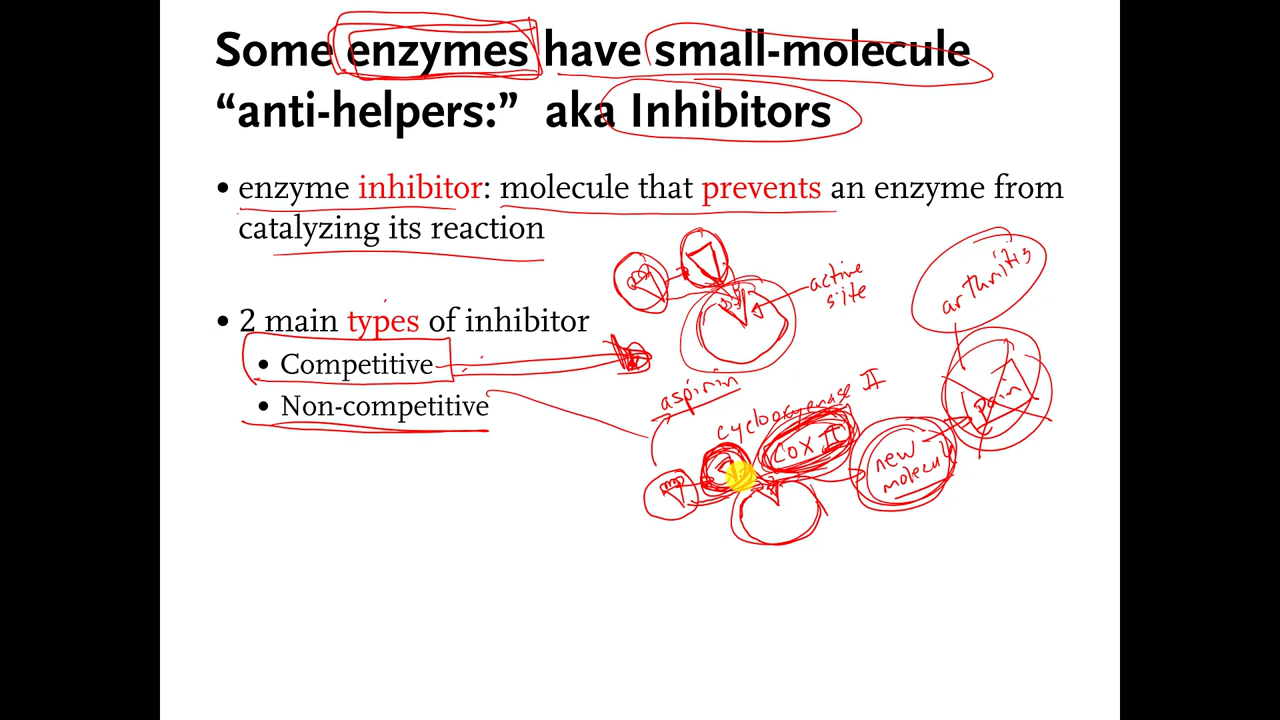 Some enzymes have small-molecule
“anti-helpers:” aka Inhibitors
• enzyme inhibitor: molecule that prevents an enzyme from
catalyzing its reaction
• 2 main types of inhibitor
• Competitive
• Non-competitive
active
site
arthritis
aspirin
cyclooxyenase II
COX II
new
molecule
pain